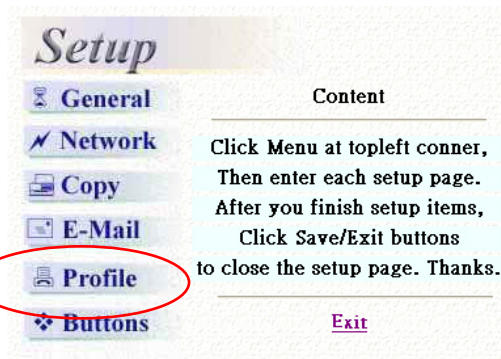 Setup
General
Network
Copy
E-Mail
Profile
Buttons
Content
Click Menu at topleft conner,
Then enter each setup page.
After you finish setup items,
Click Save/Exit buttons
to close the setup page. Thanks.
Exit